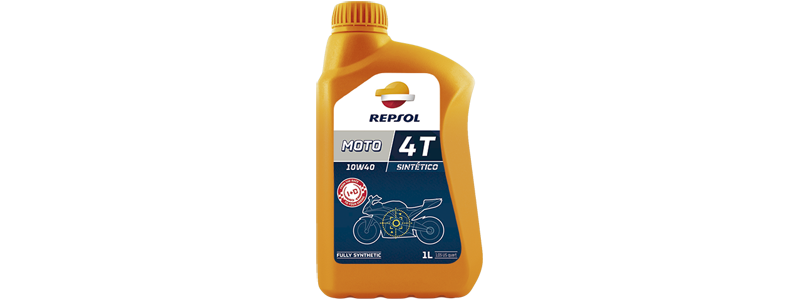 REPSOL
MOTO
4T
10W40
SINTÉTICO
I+D
FULLY SYNTHETIC
1L